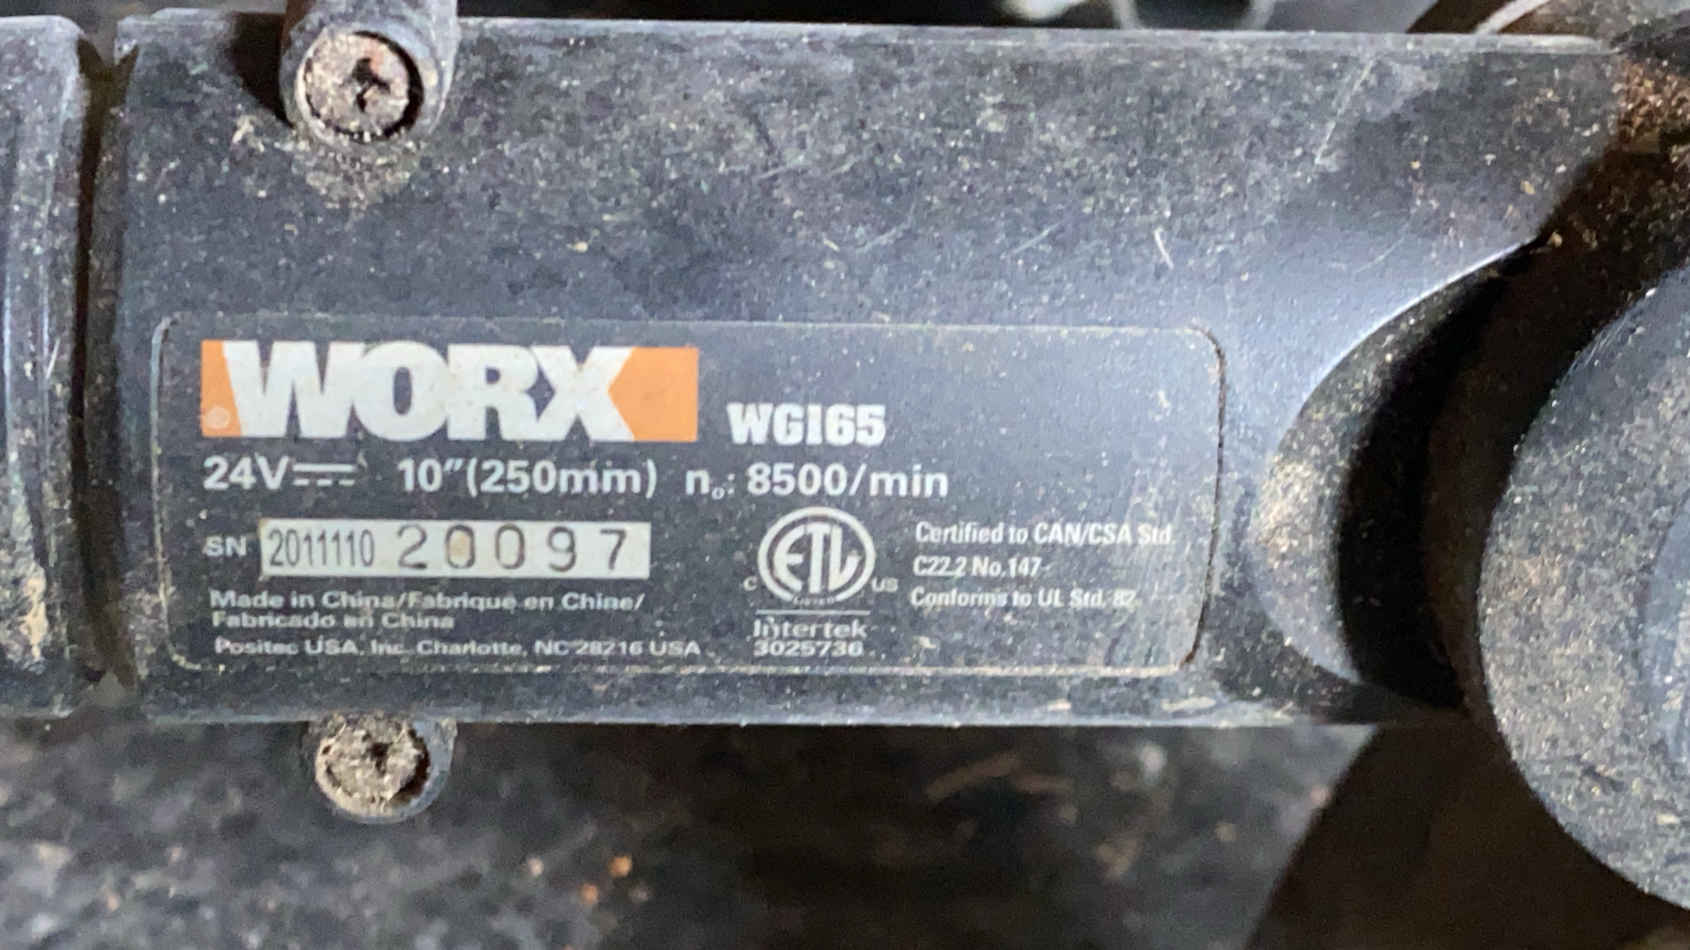 WORX WG165
24V 10"(250mm) n₀: 8500/min
SN 2011110 20097
Made in China/Fabrique en Chine/
Fabricado en China
Positec USA, Inc. Charlotte, NC 28216 USA
ETL
LISTED
C US
Intertek
3025736
Certified to CAN/CSA Std.
C22.2 No.147
Conforms to UL Std. 82